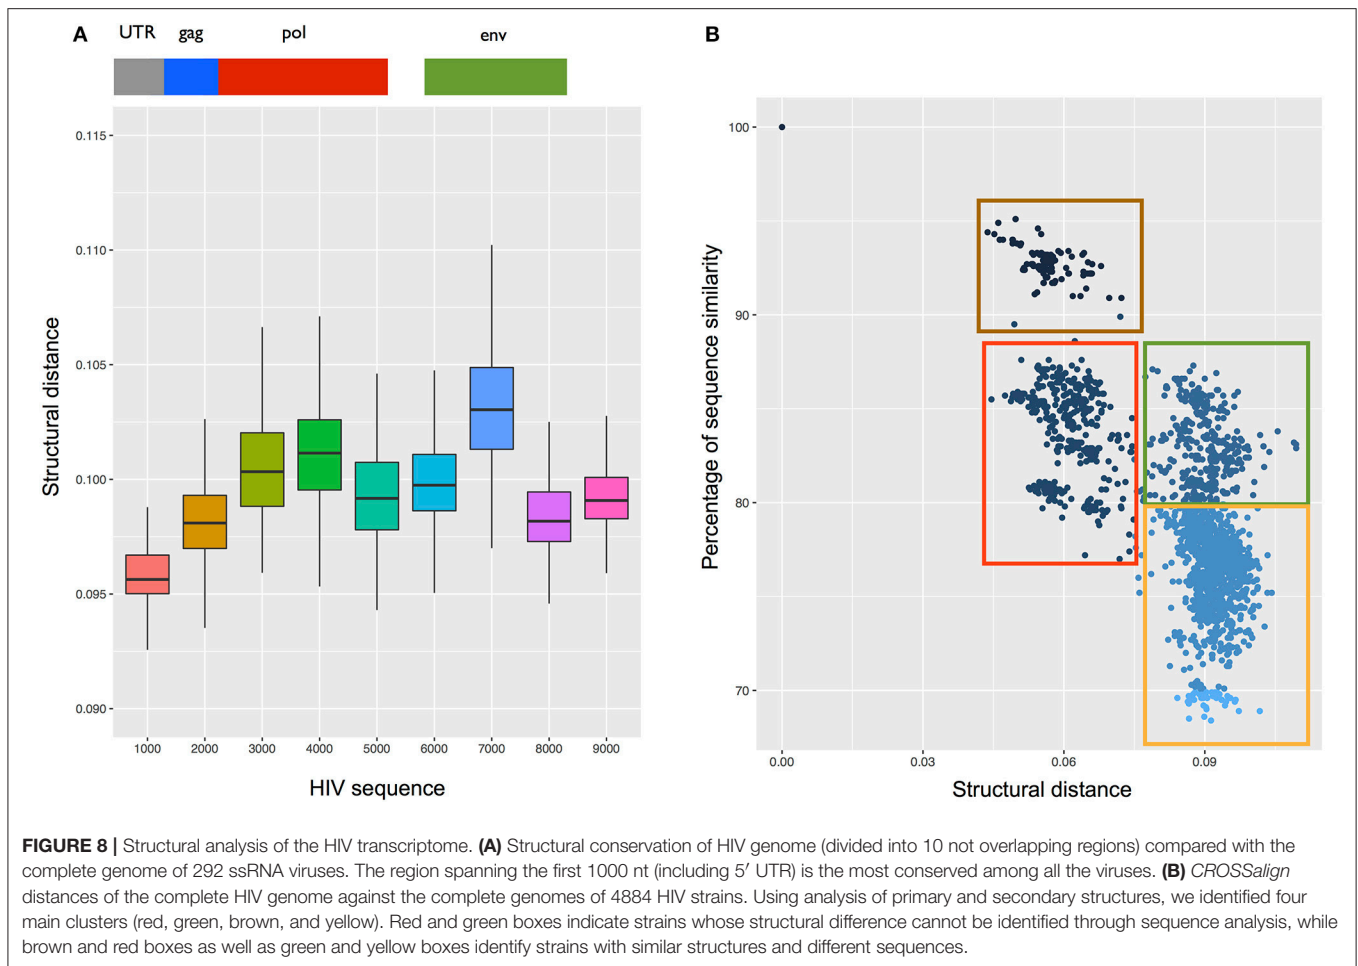 A
UTR gag pol env
Structural distance
0.115
0.110
0.105
0.100
0.095
0.090
1000 2000 3000 4000 5000 6000 7000 8000 9000
HIV sequence
B
Percentage of sequence similarity
100
90
80
70
0.00 0.03 0.06 0.09
Structural distance
FIGURE 8 | Structural analysis of the HIV transcriptome. (A) Structural conservation of HIV genome (divided into 10 not overlapping regions) compared with the
complete genome of 292 ssRNA viruses. The region spanning the first 1000 nt (including 5′ UTR) is the most conserved among all the viruses. (B) CROSSalign
distances of the complete HIV genome against the complete genomes of 4884 HIV strains. Using analysis of primary and secondary structures, we identified four
main clusters (red, green, brown, and yellow). Red and green boxes indicate strains whose structural difference cannot be identified through sequence analysis, while
brown and red boxes as well as green and yellow boxes identify strains with similar structures and different sequences.